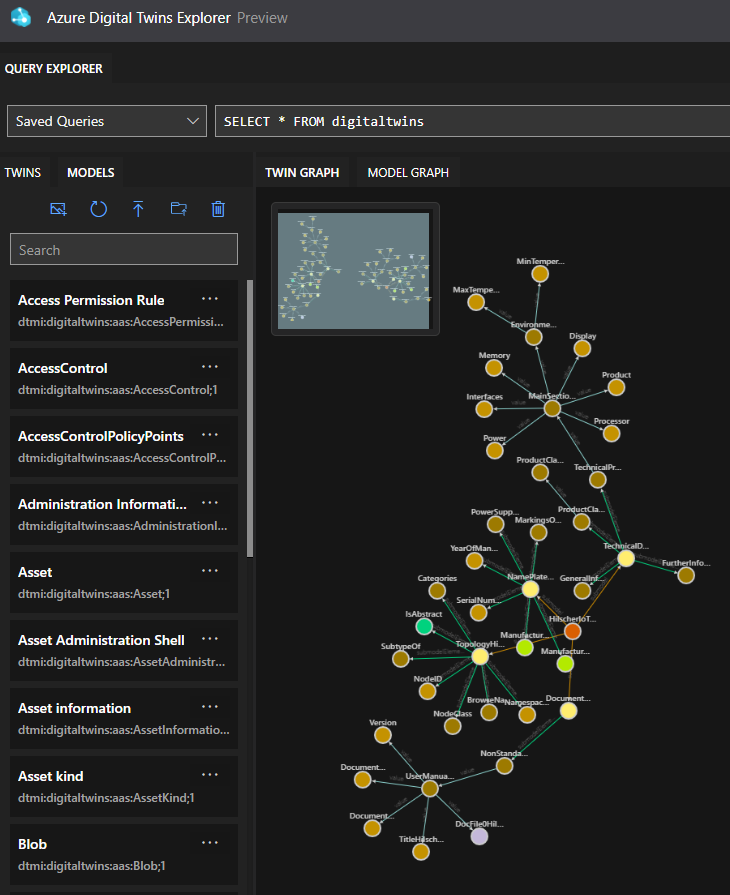 Azure Digital Twins Explorer Preview
QUERY EXPLORER
Saved Queries
SELECT * FROM digitaltwins
TWINS
MODELS
TWIN GRAPH
MODEL GRAPH
Search
Access Permission Rule ...
dtmi:digitaltwins:aas:AccessPermissi...
AccessControl ...
dtmi:digitaltwins:aas:AccessControl;1
AccessControlPolicyPoints ...
dtmi:digitaltwins:aas:AccessControlP...
Administration Informati... ...
dtmi:digitaltwins:aas:AdministrationI...
Asset ...
dtmi:digitaltwins:aas:Asset;1
Asset Administration Shell ...
dtmi:digitaltwins:aas:AssetAdministr...
Asset information ...
dtmi:digitaltwins:aas:AssetInformatio...
Asset kind ...
dtmi:digitaltwins:aas:AssetKind;1
Blob ...
dtmi:digitaltwins:aas:Blob;1
MinTemper...
MaxTempe...
Environme...
Display
Memory
Product
Interfaces
MainSectio...
Processor
Power
ProductCla...
TechnicalPr...
PowerSupp...
MarkingsO...
ProductCla...
YearOfMan...
TechnicalD...
FurtherInfo...
Categories
NamePlate...
GeneralInf...
IsAbstract
SerialNum...
HilscherIoT...
SubtypeOf
TopologyHi...
Manufactur...
Manufactur...
NodeID
BrowseNa...
Namespac...
Document...
NodeClass
Version
NonStanda...
Document...
UserManua...
Document...
DocFile0Hil...
TitleHilsch...